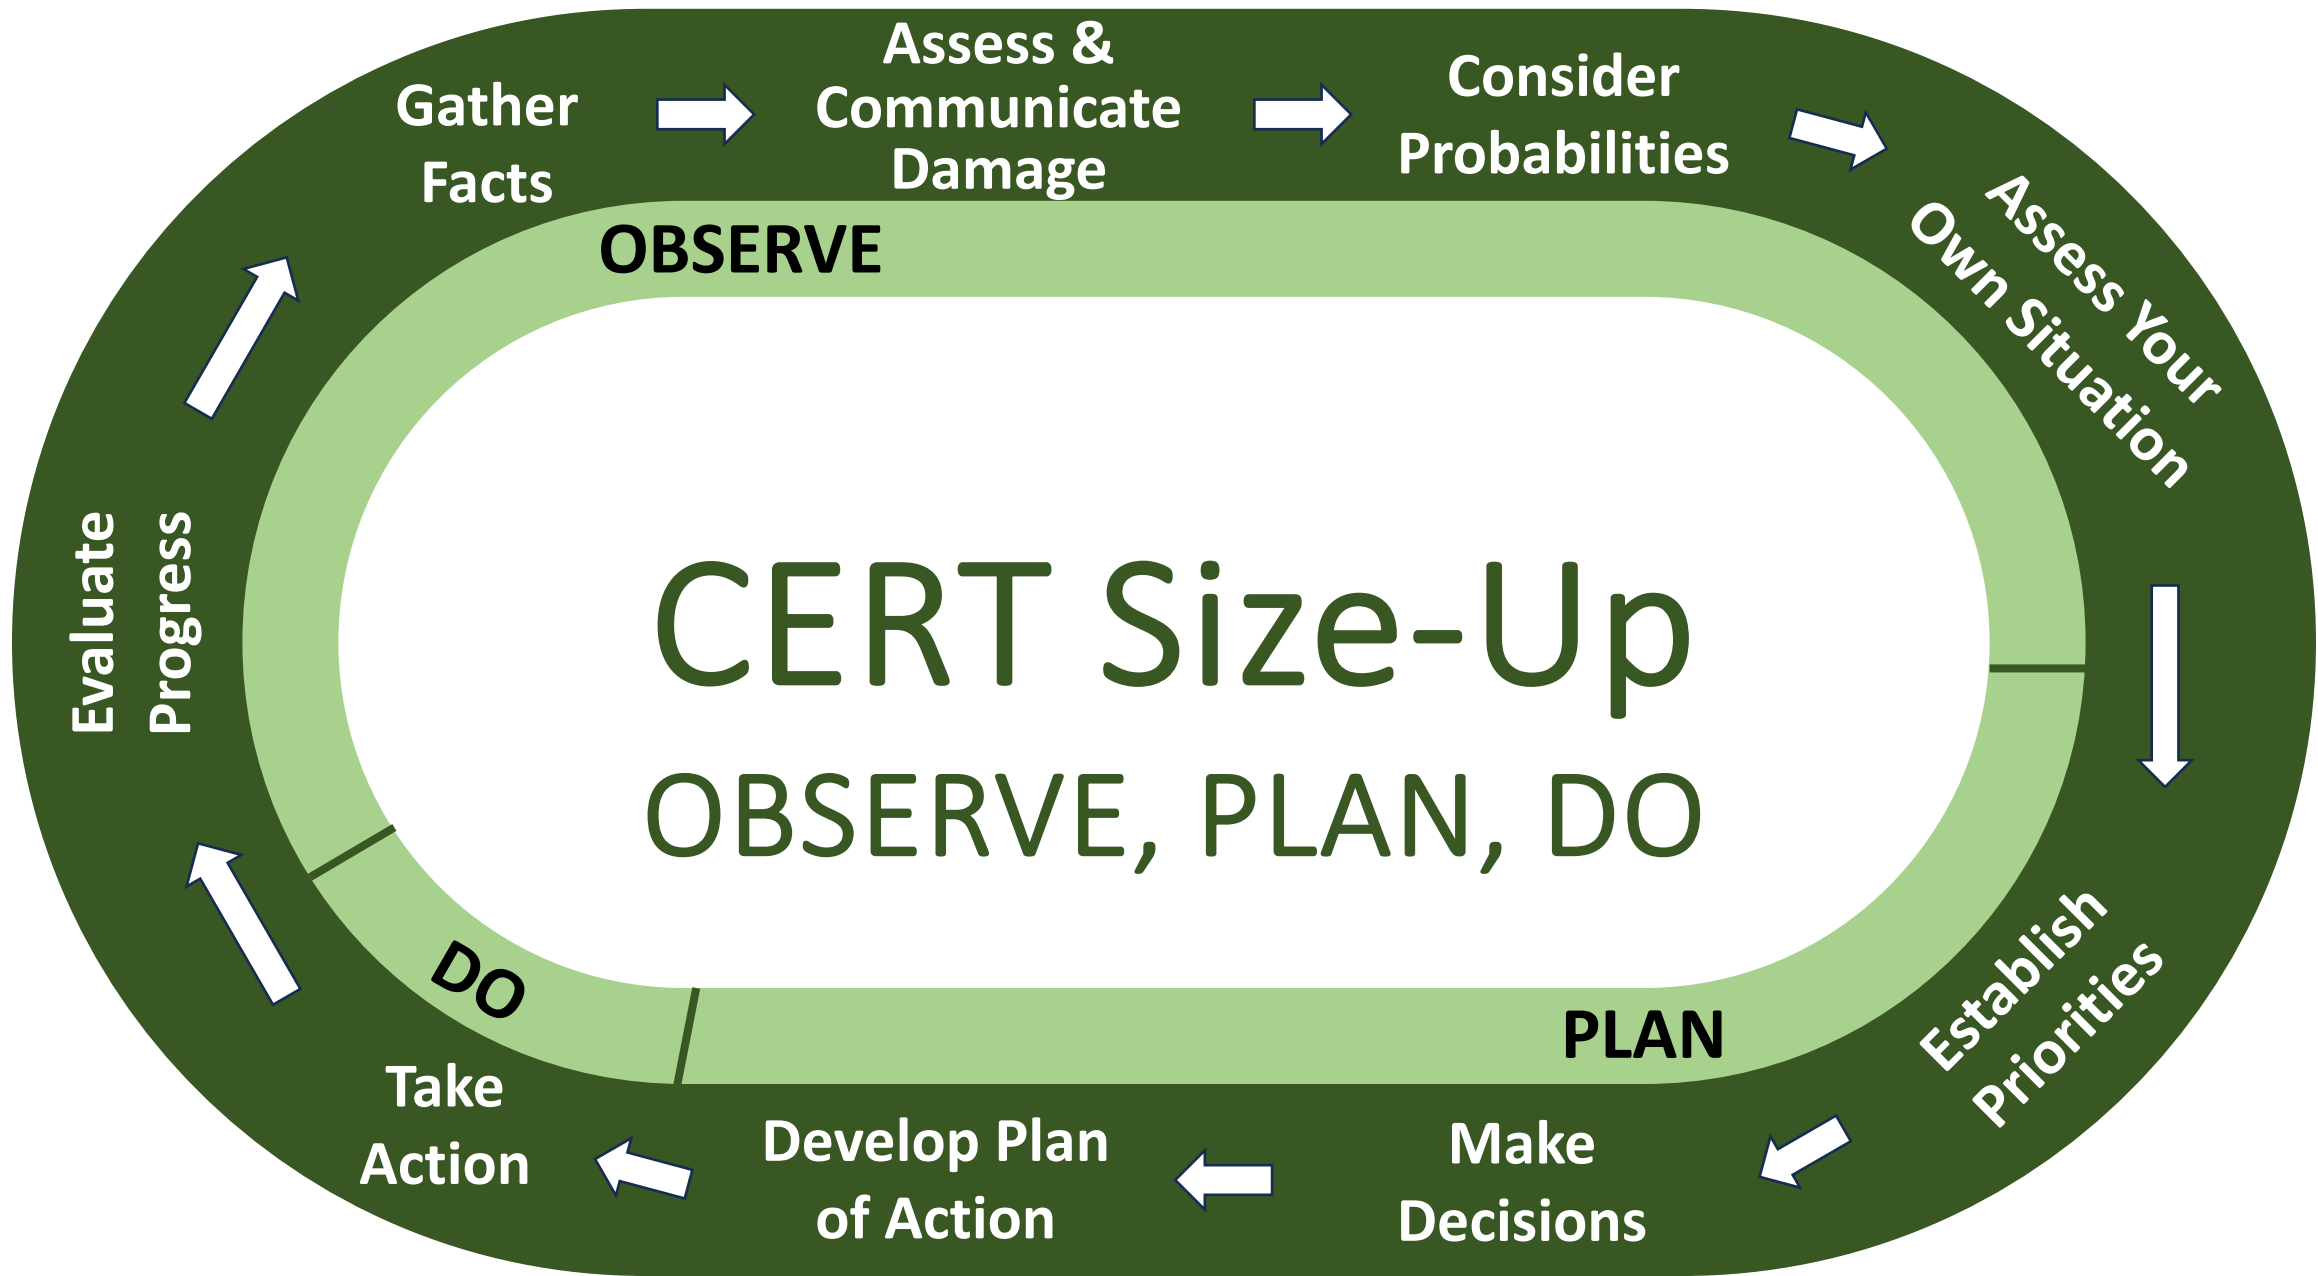 Gather
Facts
Assess &
Communicate
Damage
Consider
Probabilities
Assess Your
Own Situation
Establish
Priorities
Make
Decisions
Develop Plan
of Action
Take
Action
Evaluate
Progress
OBSERVE
PLAN
DO
CERT Size-Up
OBSERVE, PLAN, DO